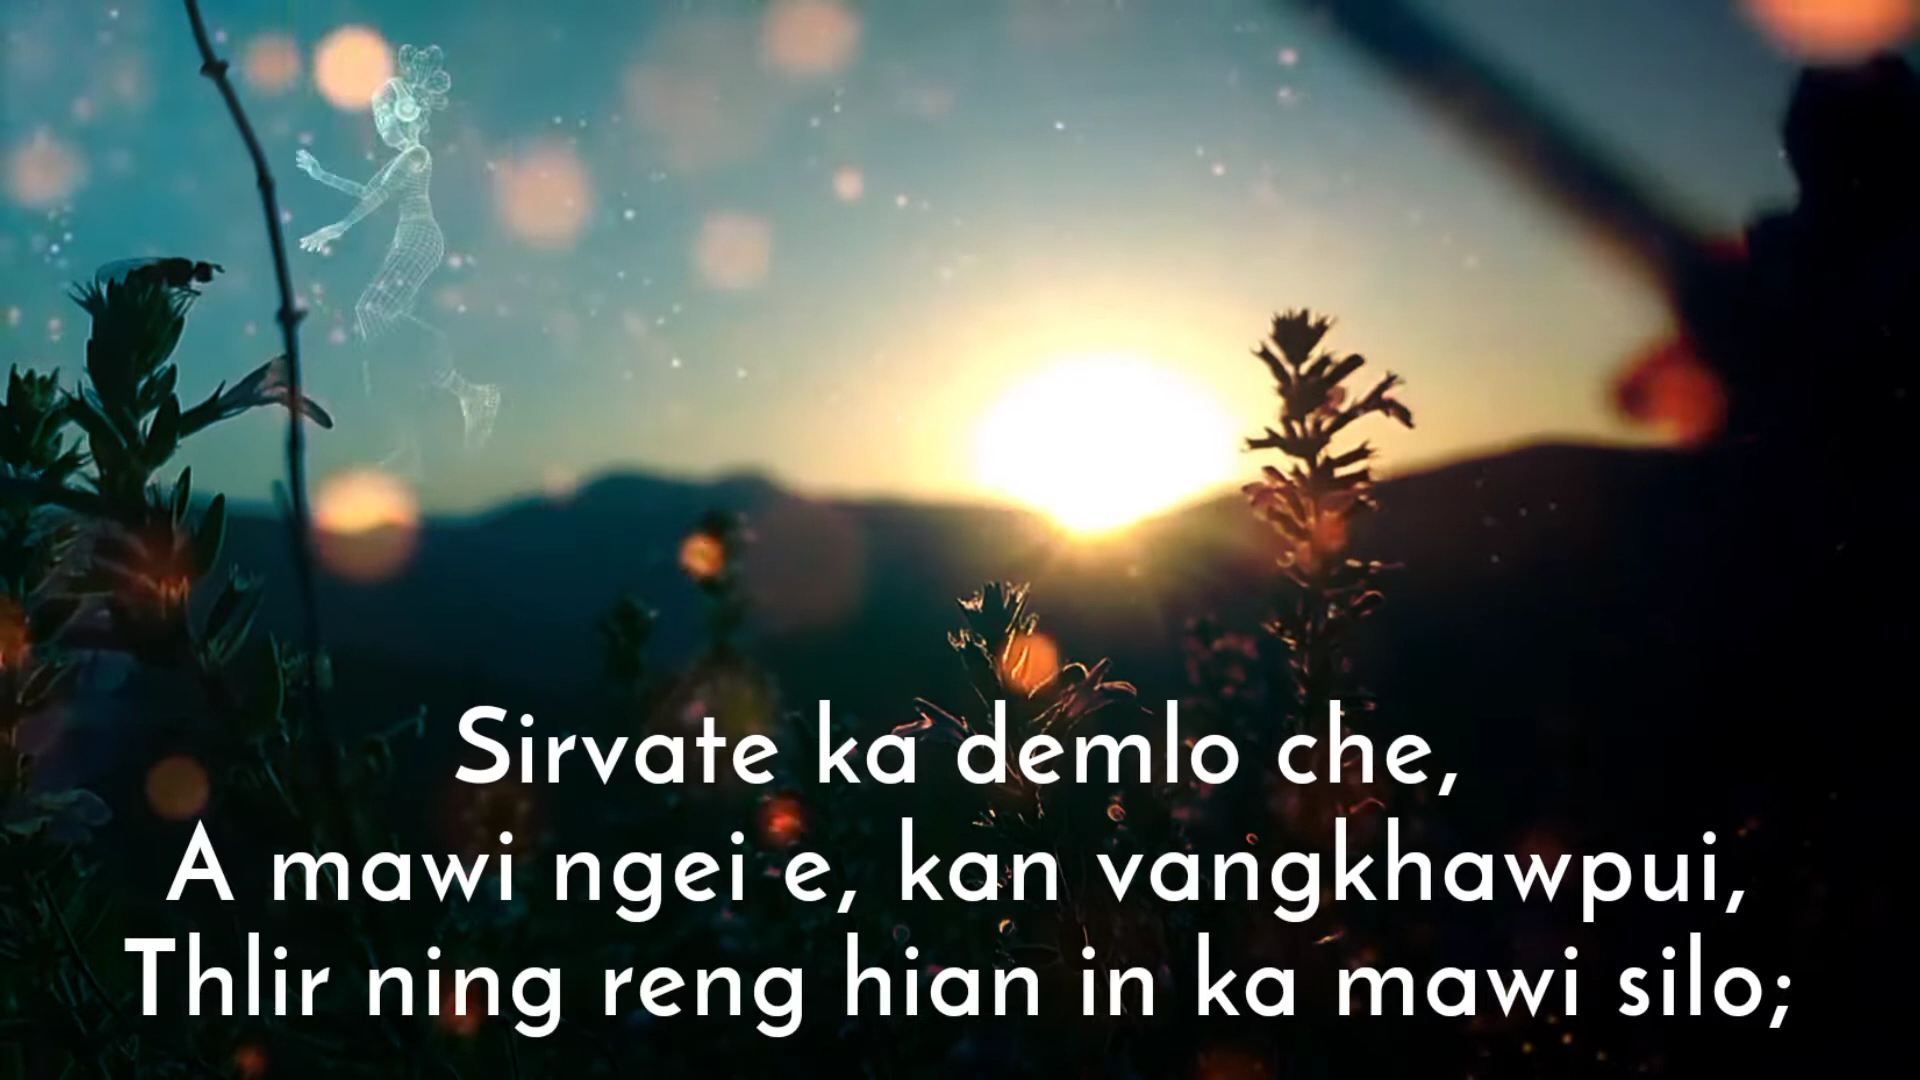 Sirvate ka demlo che,
A mawi ngei e, kan vangkhawpui,
Thlir ning reng hian in ka mawi silo;